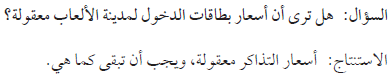 السؤال: هل ترى أن أسعار بطاقات الدخول لمدينة الألعاب معقولة؟
الاستنتاج: أسعار التذاكر معقولة، ويجب أن تبقى كما هي.